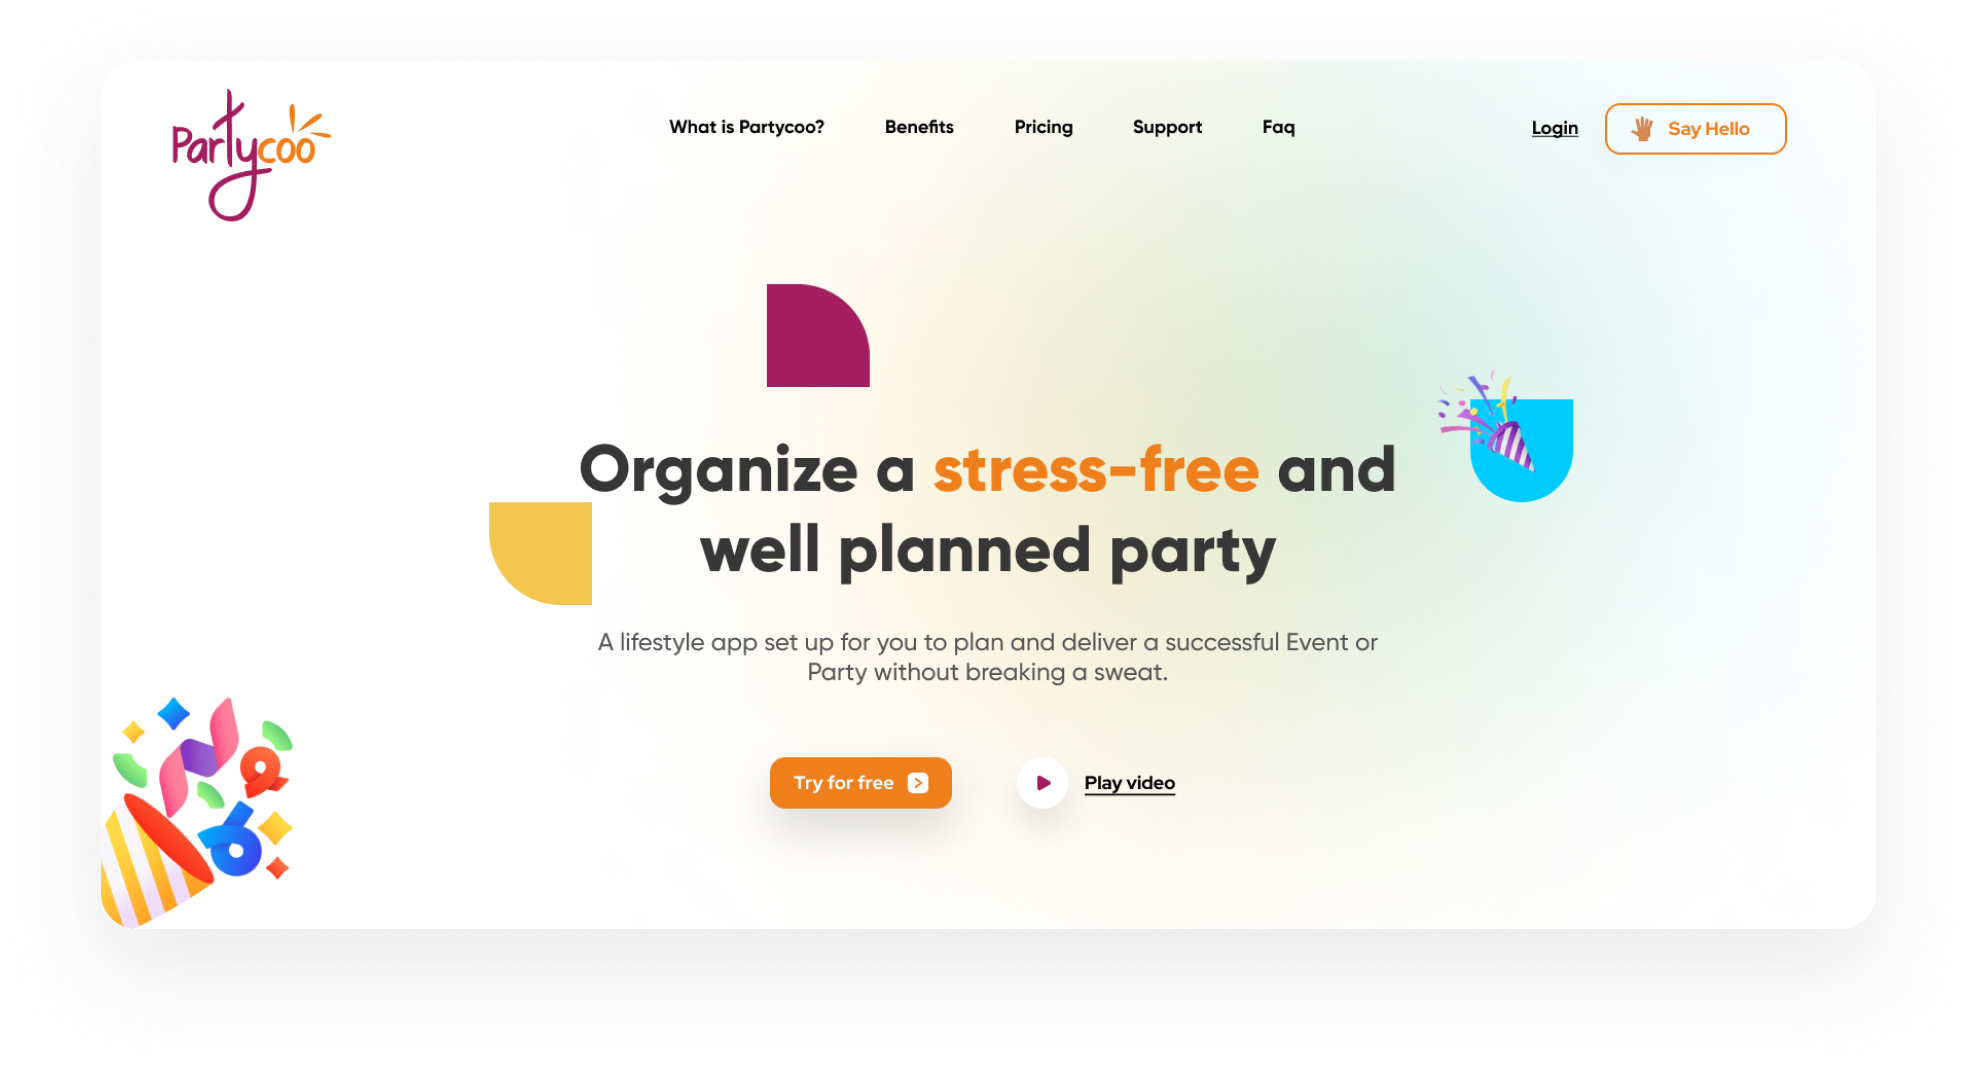 Partycoo
What is Partycoo? Benefits Pricing Support Faq Login Say Hello
Organize a stress-free and
well planned party
A lifestyle app set up for you to plan and deliver a successful Event or
Party without breaking a sweat.
Try for free Play video